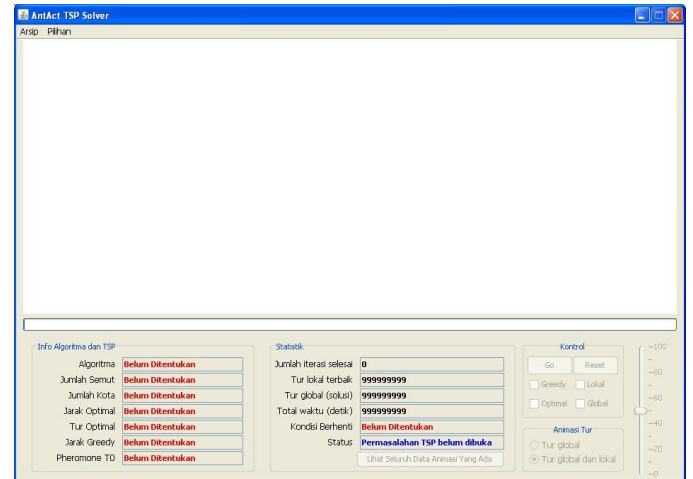 AntAct TSP Solver
Arsip Pilihan
Info Algoritma dan TSP
Algoritma Belum Ditentukan
Jumlah Semut Belum Ditentukan
Jumlah Kota Belum Ditentukan
Jarak Optimal Belum Ditentukan
Tur Optimal Belum Ditentukan
Jarak Greedy Belum Ditentukan
Pheromone T0 Belum Ditentukan
Statistik
Jumlah iterasi selesai 0
Tur lokal terbaik 999999999
Tur global (solusi) 999999999
Total waktu (detik) 999999999
Kondisi Berhenti Belum Ditentukan
Status Permasalahan TSP belum dibuka
Lihat Seluruh Data Animasi Yang Ada
Kontrol
Go Reset
Greedy Lokal
Optimal Global
Animasi Tur
Tur global
Tur global dan lokal
100
80
60
40
20
0